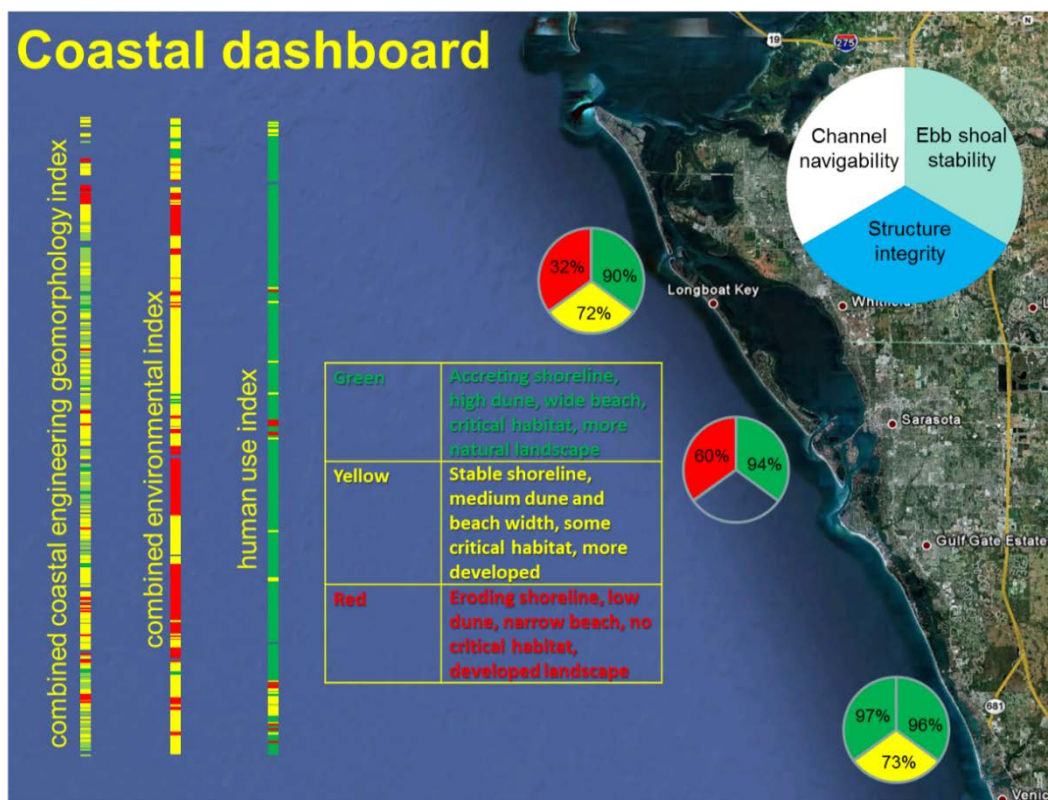 Coastal dashboard
N
19
275
Channel
navigability
Ebb shoal
stability
Structure
integrity
combined coastal engineering geomorphology index
combined environmental index
human use index
32%
90%
72%
Longboat Key
Green
Accreting shoreline,
high dune, wide beach,
critical habitat, more
natural landscape
Yellow
Stable shoreline,
medium dune and
beach width, some
critical habitat, more
developed
Red
Eroding shoreline, low
dune, narrow beach, no
critical habitat,
developed landscape
Sarasota
60%
94%
Gulf Gate Estate
681
97%
96%
73%
Venic